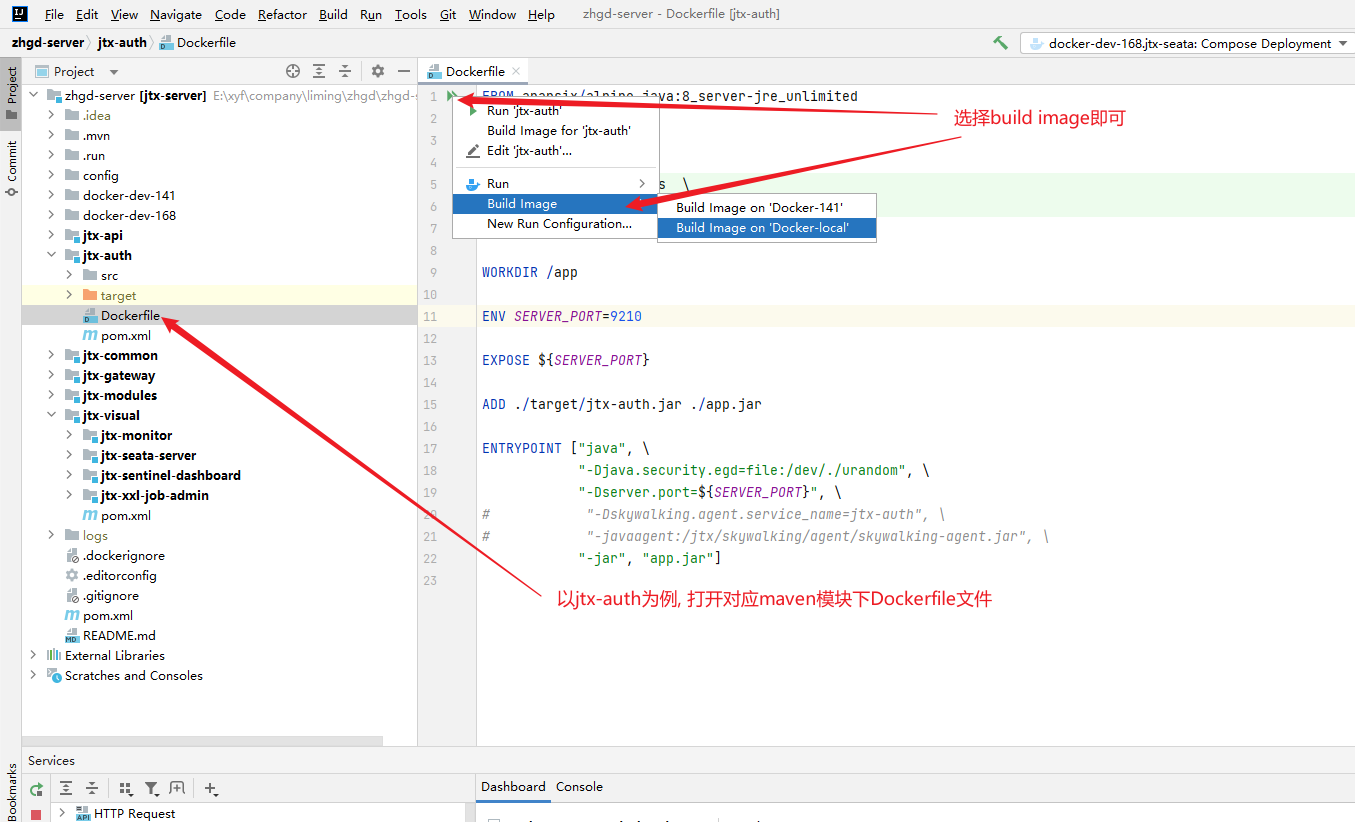 File Edit View Navigate Code Refactor Build Run Tools Git Window Help zhgd-server - Dockerfile [jtx-auth]
zhgd-server jtx-auth Dockerfile
docker-dev-168.jtx-seata: Compose Deployment
Project
Dockerfile
Project
Commit
Bookmarks
zhgd-server [jtx-server] E:\xyf\company\liming\zhgd\zhgd-
.idea
.mvn
.run
config
docker-dev-141
docker-dev-168
jtx-api
jtx-auth
src
target
Dockerfile
pom.xml
jtx-common
jtx-gateway
jtx-modules
jtx-visual
jtx-monitor
jtx-seata-server
jtx-sentinel-dashboard
jtx-xxl-job-admin
pom.xml
logs
.dockerignore
.editorconfig
.gitignore
pom.xml
README.md
External Libraries
Scratches and Consoles
1 FROM anapsix/alpine-java:8_server-jre_unlimited
2
3
4
5 s \
6
7
8
9 WORKDIR /app
10
11 ENV SERVER_PORT=9210
12
13 EXPOSE ${SERVER_PORT}
14
15 ADD ./target/jtx-auth.jar ./app.jar
16
17 ENTRYPOINT ["java", \
18 "-Djava.security.egd=file:/dev/./urandom", \
19 "-Dserver.port=${SERVER_PORT}", \
20 # "-Dskywalking.agent.service_name=jtx-auth", \
21 # "-javaagent:/jtx/skywalking/agent/skywalking-agent.jar", \
22 "-jar", "app.jar"]
23
Run 'jtx-auth'
Build Image for 'jtx-auth'
Edit 'jtx-auth'...
Run
Build Image
New Run Configuration...
Build Image on 'Docker-141'
Build Image on 'Docker-local'
选择build image即可
以jtx-auth为例, 打开对应maven模块下Dockerfile文件
Services
Dashboard Console
HTTP Request